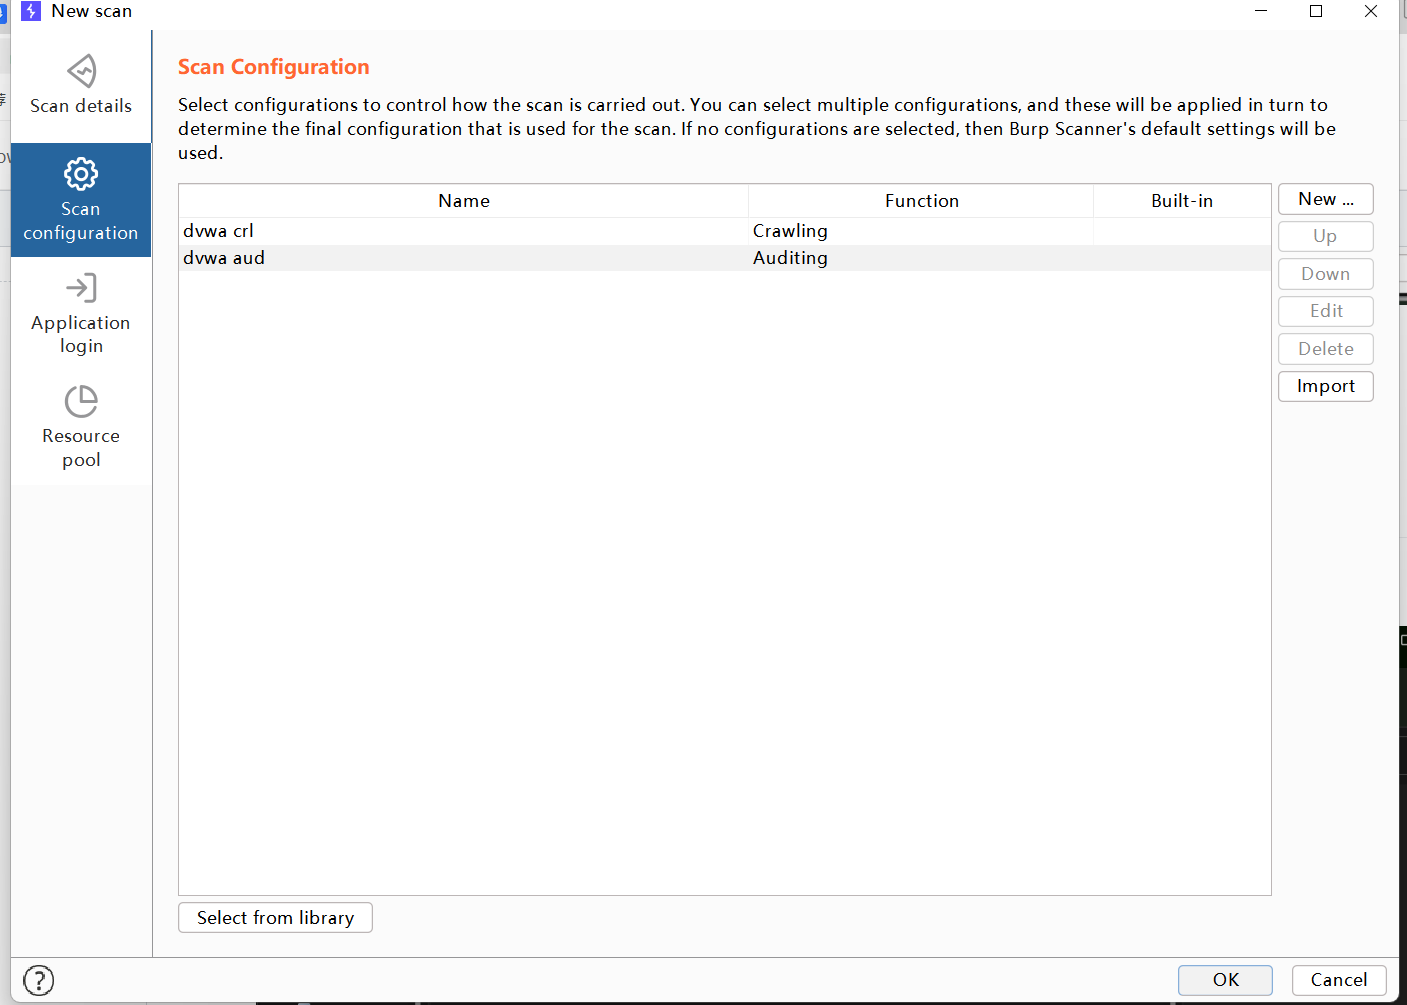 New scan
Scan details
Scan
configuration
Application
login
Resource
pool
Scan Configuration
Select configurations to control how the scan is carried out. You can select multiple configurations, and these will be applied in turn to
determine the final configuration that is used for the scan. If no configurations are selected, then Burp Scanner's default settings will be
used.
Name Function Built-in
dvwa crl Crawling
dvwa aud Auditing
New ...
Up
Down
Edit
Delete
Import
Select from library
?
OK Cancel